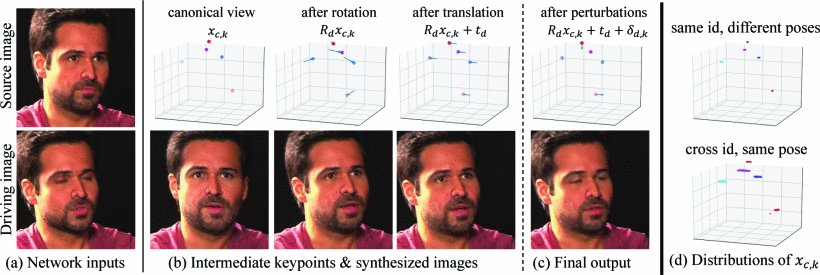 Source image
Driving image
(a) Network inputs
canonical view
x_{c,k}
after rotation
R_d x_{c,k}
after translation
R_d x_{c,k} + t_d
(b) Intermediate keypoints & synthesized images
after perturbations
R_d x_{c,k} + t_d + δ_{d,k}
(c) Final output
same id, different poses
cross id, same pose
(d) Distributions of x_{c,k}